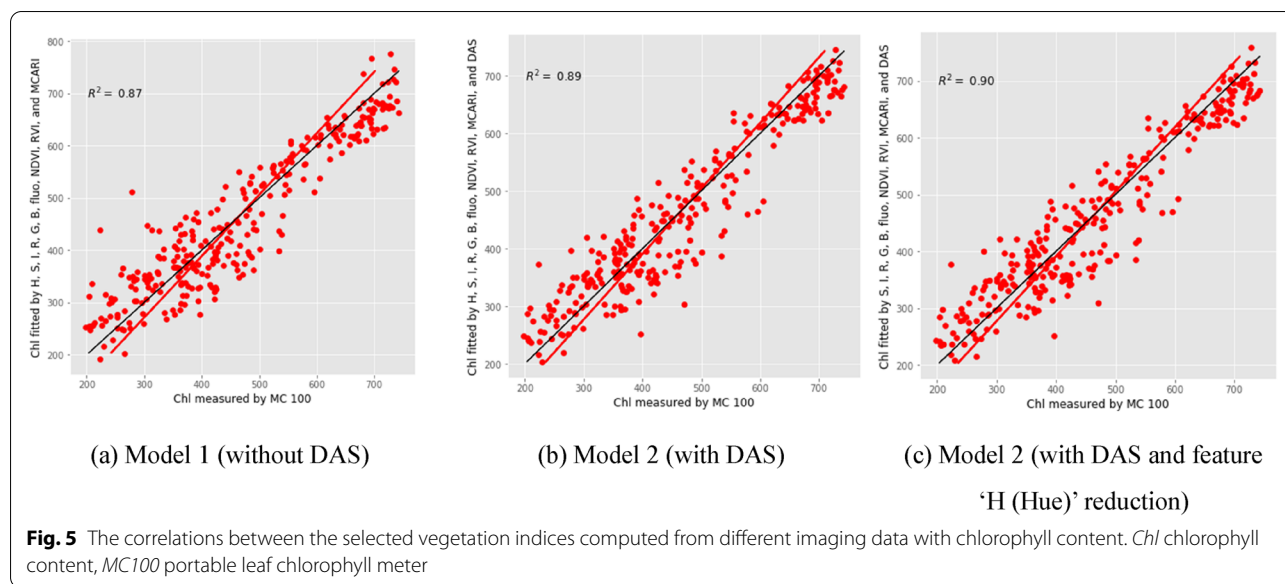 Chl fitted by H, S, I, R, G, B, fluo, NDVI, RVI, and MCARI
800
700
600
500
400
300
200
R² = 0.87
200 300 400 500 600 700
Chl measured by MC 100
(a) Model 1 (without DAS)
Chl fitted by H, S, I, R, G, B, fluo, NDVI, RVI, MCARI, and DAS
700
600
500
400
300
200
R² = 0.89
200 300 400 500 600 700
Chl measured by MC 100
(b) Model 2 (with DAS)
Chl fitted by S, I, R, G, B, fluo, NDVI, RVI, MCARI, and DAS
700
600
500
400
300
200
R² = 0.90
200 300 400 500 600 700
Chl measured by MC 100
(c) Model 2 (with DAS and feature
‘H (Hue)’ reduction)
Fig. 5 The correlations between the selected vegetation indices computed from different imaging data with chlorophyll content. Chl chlorophyll
content, MC100 portable leaf chlorophyll meter